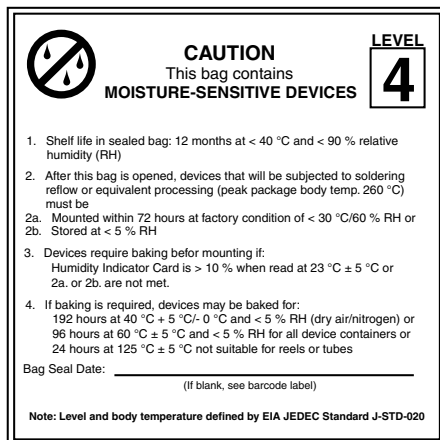 LEVEL
4
CAUTION
This bag contains
MOISTURE-SENSITIVE DEVICES
1. Shelf life in sealed bag: 12 months at < 40 °C and < 90 % relative
humidity (RH)
2. After this bag is opened, devices that will be subjected to soldering
reflow or equivalent processing (peak package body temp. 260 °C)
must be
2a. Mounted within 72 hours at factory condition of < 30 °C/60 % RH or
2b. Stored at < 5 % RH
3. Devices require baking befor mounting if:
Humidity Indicator Card is > 10 % when read at 23 °C ± 5 °C or
2a. or 2b. are not met.
4. If baking is required, devices may be baked for:
192 hours at 40 °C + 5 °C/- 0 °C and < 5 % RH (dry air/nitrogen) or
96 hours at 60 °C ± 5 °C and < 5 % RH for all device containers or
24 hours at 125 °C ± 5 °C not suitable for reels or tubes
Bag Seal Date:
(If blank, see barcode label)
Note: Level and body temperature defined by EIA JEDEC Standard J-STD-020